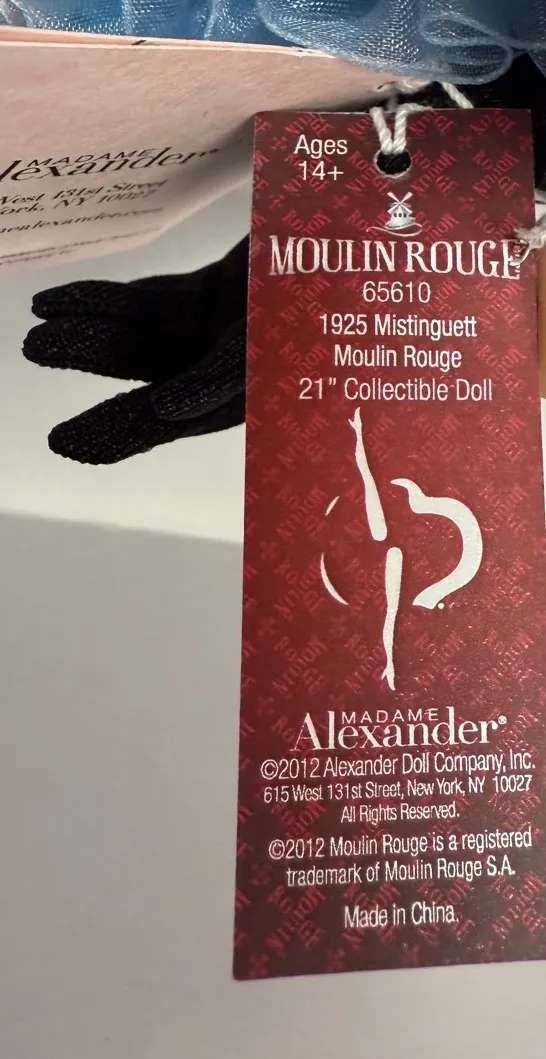 MADAME
lexander
West 131st Street
ork, NY 10027
Ages
14+
MOULIN ROUGE
65610
1925 Mistinguett
Moulin Rouge
21” Collectible Doll
MADAME
Alexander®
©2012 Alexander Doll Company, Inc.
615 West 131st Street, New York, NY 10027
All Rights Reserved.
©2012 Moulin Rouge is a registered
trademark of Moulin Rouge S.A.
Made in China.